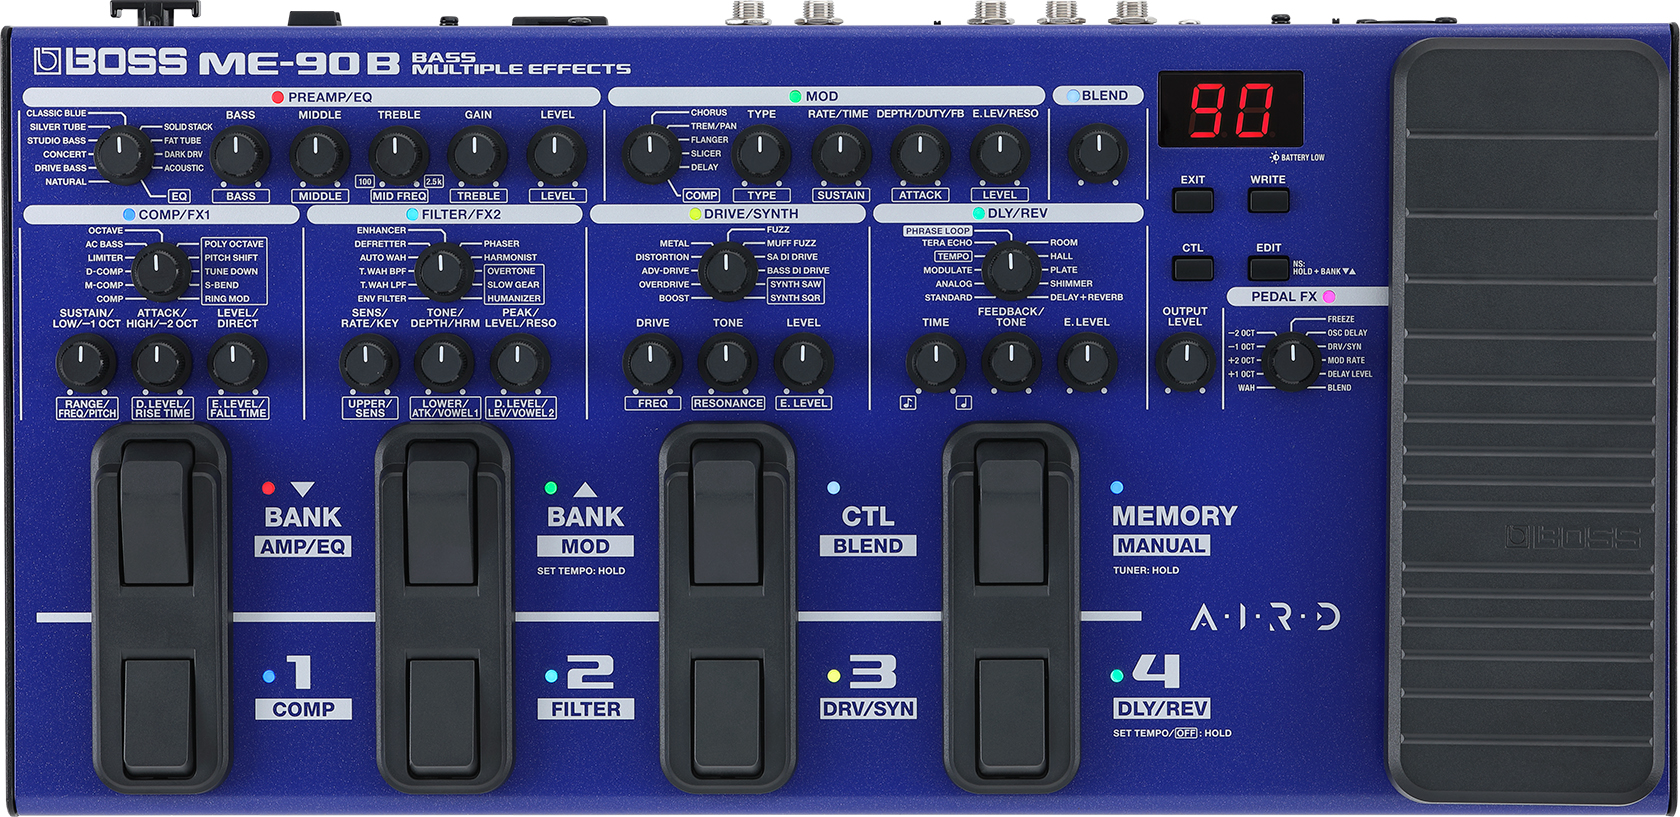 BOSS ME-90B BASS
MULTIPLE EFFECTS
PREAMP/EQ
CLASSIC BLUE
SILVER TUBE
STUDIO BASS
CONCERT
DRIVE BASS
NATURAL
SOLID STACK
FAT TUBE
DARK DRV
ACOUSTIC
EQ
BASS
MIDDLE
TREBLE
GAIN
LEVEL
BASS
MIDDLE
100
2.5k
MID FREQ
TREBLE
LEVEL
MOD
CHORUS
TREM/PAN
FLANGER
SLICER
DELAY
COMP
TYPE
RATE/TIME
DEPTH/DUTY/FB
E.LEV/RESO
TYPE
SUSTAIN
ATTACK
LEVEL
BLEND
90
BATTERY LOW
EXIT
WRITE
CTL
EDIT
NS:
HOLD + BANK ▼▲
COMP/FX1
OCTAVE
AC BASS
LIMITER
D-COMP
M-COMP
COMP
POLY OCTAVE
PITCH SHIFT
TUNE DOWN
S-BEND
RING MOD
SUSTAIN/
LOW/–1 OCT
ATTACK/
HIGH/–2 OCT
LEVEL/
DIRECT
RANGE/
FREQ/PITCH
D.LEVEL/
RISE TIME
E.LEVEL/
FALL TIME
FILTER/FX2
ENHANCER
DEFRETTER
AUTO WAH
T.WAH BPF
T.WAH LPF
ENV FILTER
PHASER
HARMONIST
OVERTONE
SLOW GEAR
HUMANIZER
SENS/
RATE/KEY
TONE/
DEPTH/HRM
PEAK/
LEVEL/RESO
UPPER/
SENS
LOWER/
ATK/VOWEL1
D.LEVEL/
LEV/VOWEL2
DRIVE/SYNTH
METAL
DISTORTION
ADV-DRIVE
OVERDRIVE
BOOST
FUZZ
MUFF FUZZ
SA DI DRIVE
BASS DI DRIVE
SYNTH SAW
SYNTH SQR
DRIVE
TONE
LEVEL
FREQ
RESONANCE
E. LEVEL
DLY/REV
PHRASE LOOP
TERA ECHO
TEMPO
MODULATE
ANALOG
STANDARD
ROOM
HALL
PLATE
SHIMMER
DELAY+REVERB
TIME
FEEDBACK/
TONE
E.LEVEL
OUTPUT
LEVEL
PEDAL FX
–2 OCT
–1 OCT
+2 OCT
+1 OCT
WAH
FREEZE
OSC DELAY
DRV/SYN
MOD RATE
DELAY LEVEL
BLEND
▼
BANK
AMP/EQ
▲
BANK
MOD
SET TEMPO: HOLD
CTL
BLEND
MEMORY
MANUAL
TUNER: HOLD
BOSS
A·I·R·D
1
COMP
2
FILTER
3
DRV/SYN
4
DLY/REV
SET TEMPO/OFF: HOLD